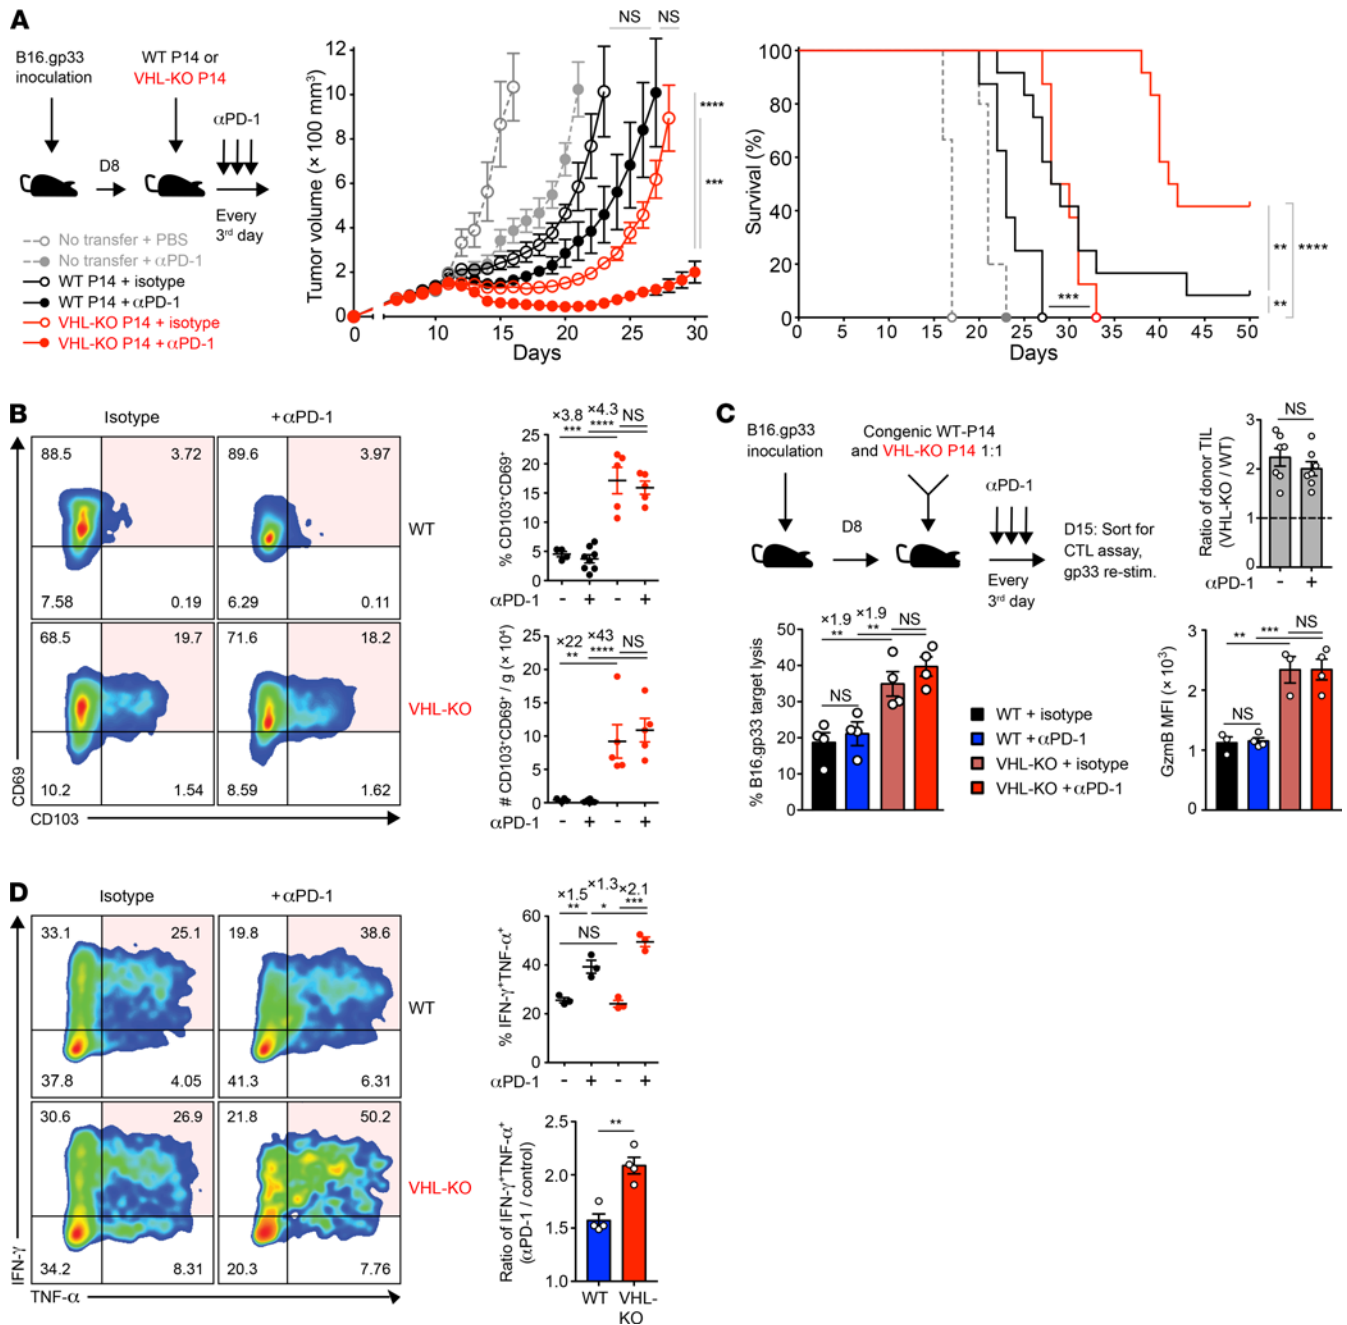 A
B16.gp33
inoculation
WT P14 or
VHL-KO P14
αPD-1
D8
Every
3rd day
No transfer + PBS
No transfer + αPD-1
WT P14 + isotype
WT P14 + αPD-1
VHL-KO P14 + isotype
VHL-KO P14 + αPD-1
Tumor volume (× 100 mm³)
12
10
8
6
4
2
0
0 10 15 20 25 30
Days
NS NS
****
***
Survival (%)
100
80
60
40
20
0
0 5 10 15 20 25 30 35 40 45 50
Days
***
** ****
**
B
Isotype +αPD-1
88.5 3.72 89.6 3.97
WT
7.58 0.19 6.29 0.11
68.5 19.7 71.6 18.2
VHL-KO
10.2 1.54 8.59 1.62
CD69
CD103
% CD103⁺CD69⁺
×3.8 ×4.3 NS
*** ****
25
20
15
10
5
0
αPD-1 - + - +
# CD103⁺CD69⁺ / g (× 10⁴)
×22 ×43 NS
** ****
25
20
15
10
5
0
αPD-1 - + - +
C
B16.gp33
inoculation
Congenic WT-P14
and VHL-KO P14 1:1
αPD-1
D8
Every
3rd day
D15: Sort for
CTL assay,
gp33 re-stim.
Ratio of donor TIL
(VHL-KO / WT)
NS
3
2
1
0
αPD-1 - +
% B16.gp33 target lysis
×1.9 ×1.9 NS
** **
NS
50
40
30
20
10
0
WT + isotype
WT + αPD-1
VHL-KO + isotype
VHL-KO + αPD-1
GzmB MFI (× 10³)
** *** NS
NS
3
2
1
0
D
Isotype +αPD-1
33.1 25.1 19.8 38.6
WT
37.8 4.05 41.3 6.31
30.6 26.9 21.8 50.2
VHL-KO
34.2 8.31 20.3 7.76
IFN-γ
TNF-α
% IFN-γ⁺TNF-α⁺
×1.5 ×1.3 ×2.1
** * ***
NS
60
40
20
0
αPD-1 - + - +
Ratio of IFN-γ⁺TNF-α⁺
(αPD-1 / control)
**
2.5
2.0
1.5
1.0
WT VHL-
KO